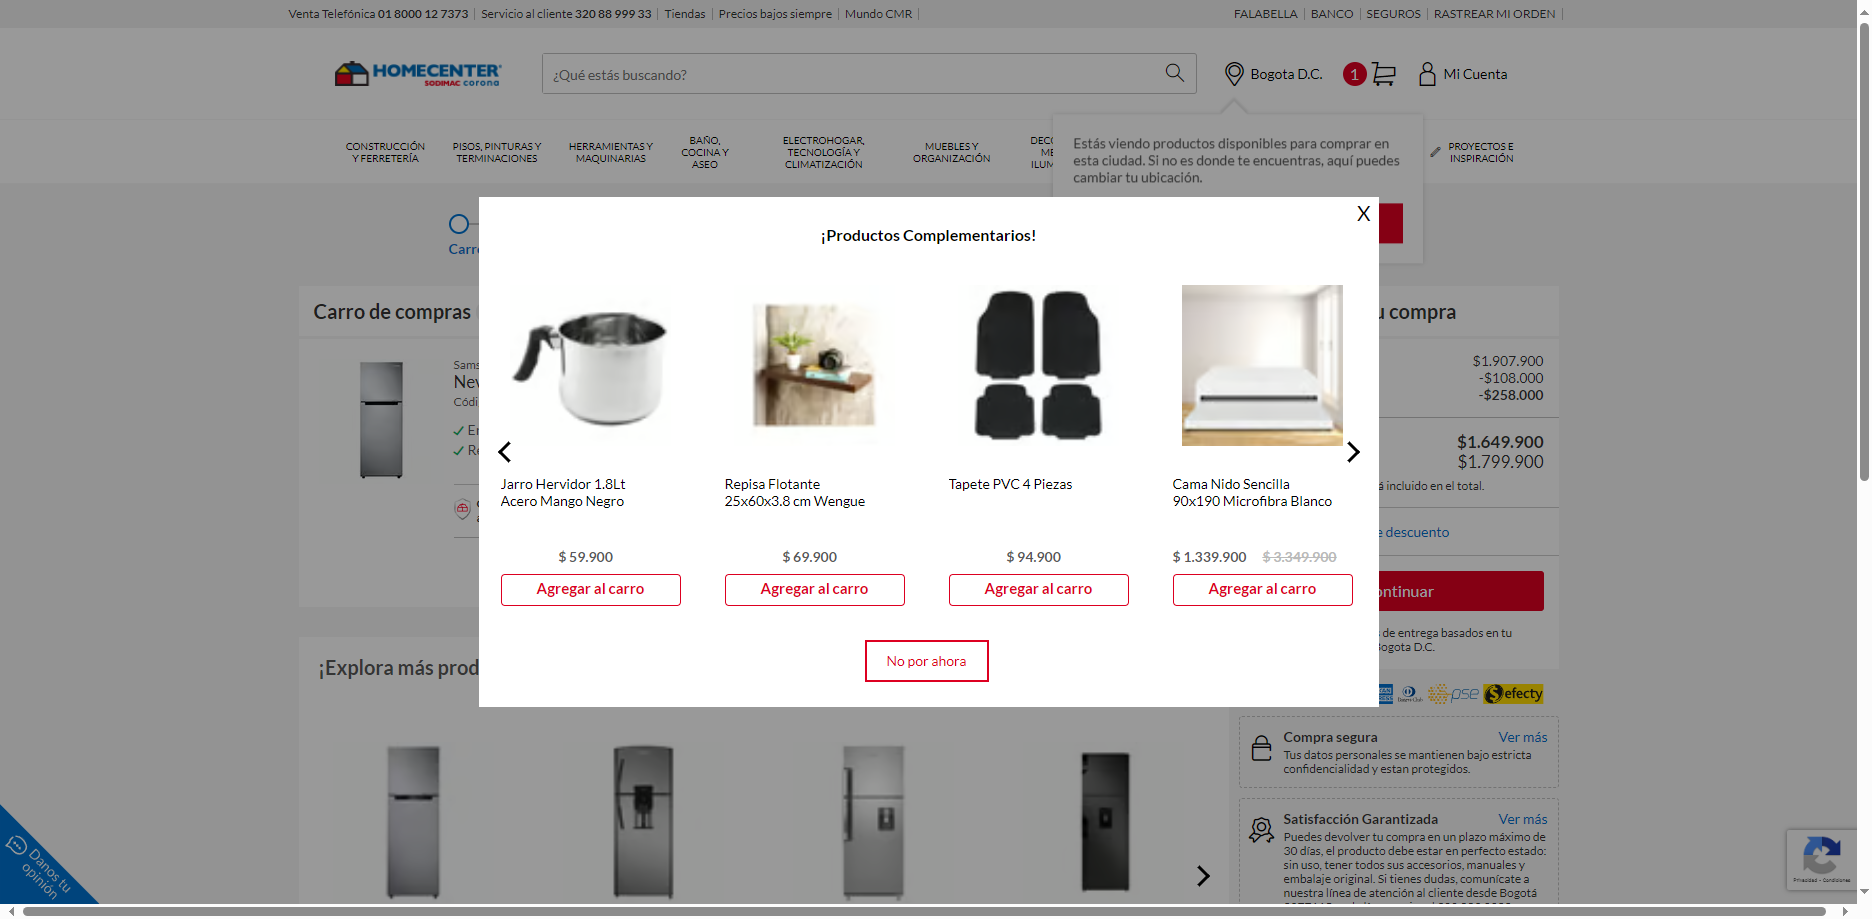 Venta Telefónica 01 8000 12 7373
Servicio al cliente 320 88 999 33
Tiendas
Precios bajos siempre
Mundo CMR
FALABELLA
BANCO
SEGUROS
RASTREAR MI ORDEN
HOMECENTER
SODIMAC corona
¿Qué estás buscando?
Bogota D.C.
1
Mi Cuenta
CONSTRUCCIÓN
Y FERRETERÍA
PISOS, PINTURAS Y
TERMINACIONES
HERRAMIENTAS Y
MAQUINARIAS
BAÑO,
COCINA Y
ASEO
ELECTROHOGAR,
TECNOLOGÍA Y
CLIMATIZACIÓN
MUEBLES Y
ORGANIZACIÓN
DECO
ME
ILUM
PROYECTOS E
INSPIRACIÓN
Estás viendo productos disponibles para comprar en
esta ciudad. Si no es donde te encuentras, aquí puedes
cambiar tu ubicación.
Carro
X
¡Productos Complementarios!
Jarro Hervidor 1.8Lt
Acero Mango Negro
$ 59.900
Agregar al carro
Repisa Flotante
25x60x3.8 cm Wengue
$ 69.900
Agregar al carro
Tapete PVC 4 Piezas
$ 94.900
Agregar al carro
Cama Nido Sencilla
90x190 Microfibra Blanco
$ 1.339.900 $ 3.349.900
Agregar al carro
No por ahora
Carro de compras
Sams
Nev
Códi
En
Re
u compra
$1.907.900
-$108.000
-$258.000
$1.649.900
$1.799.900
á incluido en el total.
e descuento
ontinuar
s de entrega basados en tu
Bogota D.C.
pse
Efecty
¡Explora más prod
Compra segura
Ver más
Tus datos personales se mantienen bajo estricta
confidencialidad y estan protegidos.
Satisfacción Garantizada
Ver más
Puedes devolver tu compra en un plazo máximo de
30 días, el producto debe estar en perfecto estado:
sin uso, tener todos sus accesorios, manuales y
embalaje original. Si tienes dudas, comunícate a
nuestra línea de atención al cliente desde Bogotá
Danos tu
opinión
Privacidad - Condiciones